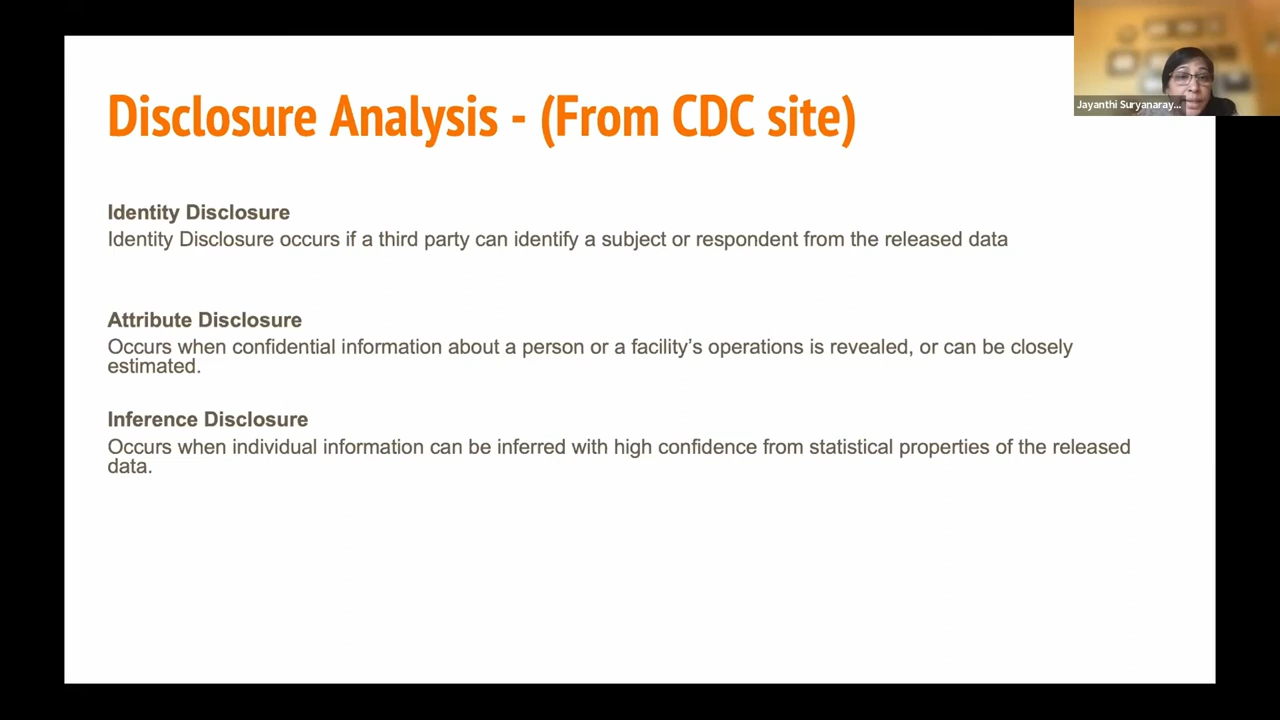 Disclosure Analysis - (From CDC site)
Jayanthi Suryanaray...
Identity Disclosure
Identity Disclosure occurs if a third party can identify a subject or respondent from the released data
Attribute Disclosure
Occurs when confidential information about a person or a facility’s operations is revealed, or can be closely
estimated.
Inference Disclosure
Occurs when individual information can be inferred with high confidence from statistical properties of the released
data.